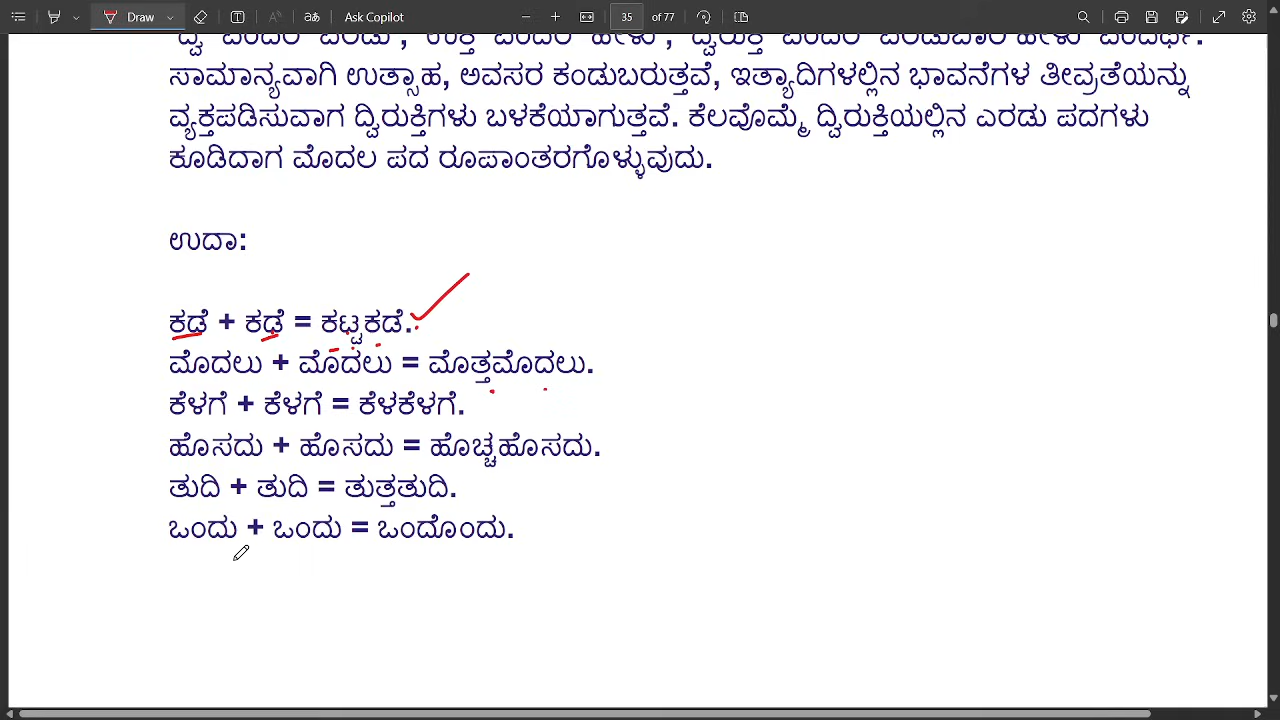 Draw
Ask Copilot
35 of 77
ಸಾಮಾನ್ಯವಾಗಿ ಉತ್ಸಾಹ, ಅವಸರ ಕಂಡುಬರುತ್ತವೆ, ಇತ್ಯಾದಿಗಳಲ್ಲಿನ ಭಾವನೆಗಳ ತೀವ್ರತೆಯನ್ನು
ವ್ಯಕ್ತಪಡಿಸುವಾಗ ದ್ವಿರುಕ್ತಿಗಳು ಬಳಕೆಯಾಗುತ್ತವೆ. ಕೆಲವೊಮ್ಮೆ ದ್ವಿರುಕ್ತಿಯಲ್ಲಿನ ಎರಡು ಪದಗಳು
ಕೂಡಿದಾಗ ಮೊದಲ ಪದ ರೂಪಾಂತರಗೊಳ್ಳುವುದು.
ಉದಾ:
ಕಡೆ + ಕಡೆ = ಕಟ್ಟಕಡೆ.
ಮೊದಲು + ಮೊದಲು = ಮೊತ್ತಮೊದಲು.
ಕೆಳಗೆ + ಕೆಳಗೆ = ಕೆಳಕೆಳಗೆ.
ಹೊಸದು + ಹೊಸದು = ಹೊಚ್ಚಹೊಸದು.
ತುದಿ + ತುದಿ = ತುತ್ತತುದಿ.
ಒಂದು + ಒಂದು = ಒಂದೊಂದು.